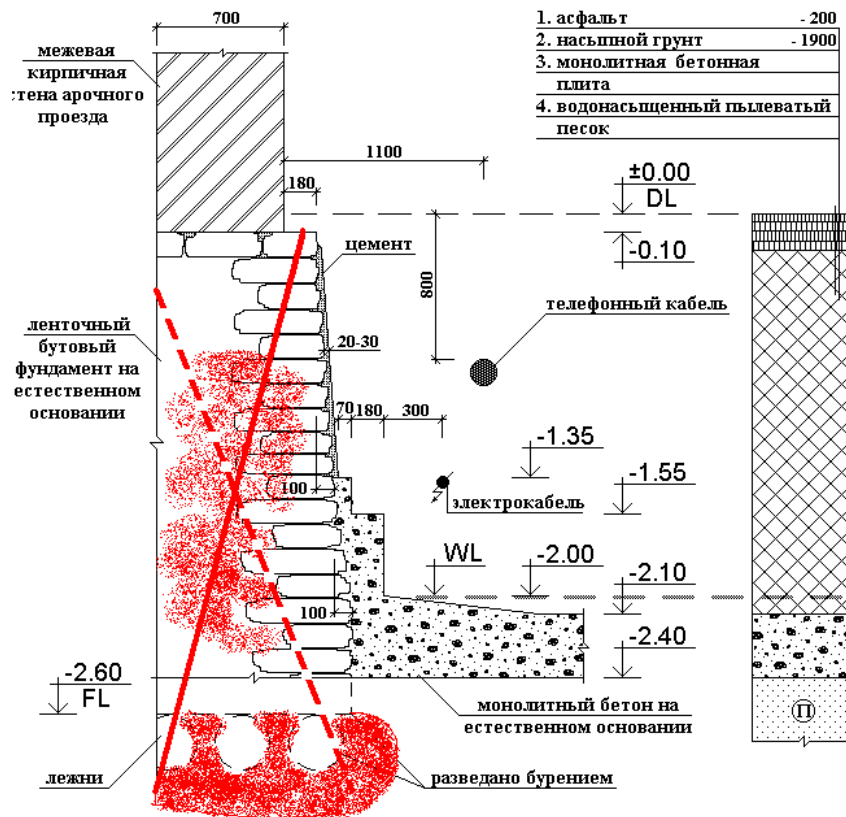 700
межевая
кирпичная
стена арочного
проезда
1. асфальт - 200
2. насыпной грунт - 1900
3. монолитная бетонная
плита
4. водонасыщенный пылеватый
песок
1100
180
±0.00
DL
-0.10
цемент
800
телефонный кабель
ленточный
бутовый
фундамент на
естественном
основании
20-30
70 180 300
-1.35
-1.55
100
электрокабель
WL
-2.00
-2.10
100
-2.40
-2.60
FL
монолитный бетон на
естественном основании
П
лежни
разведано бурением